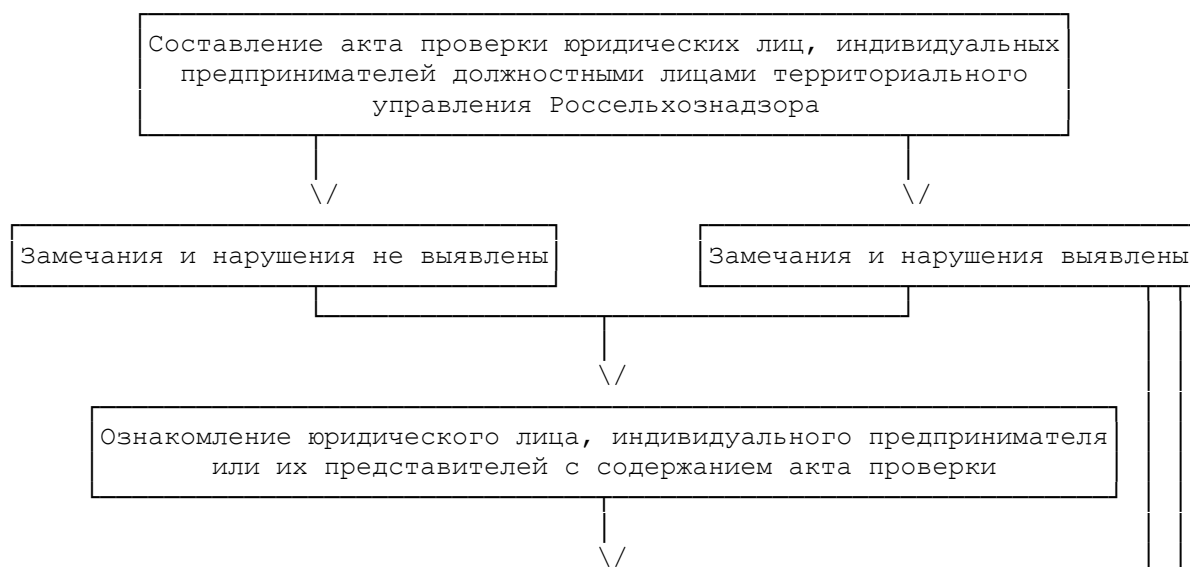 Составление акта проверки юридических лиц, индивидуальных
предпринимателей должностными лицами территориального
управления Россельхознадзора
Замечания и нарушения не выявлены
Замечания и нарушения выявлены
Ознакомление юридического лица, индивидуального предпринимателя
или их представителей с содержанием акта проверки